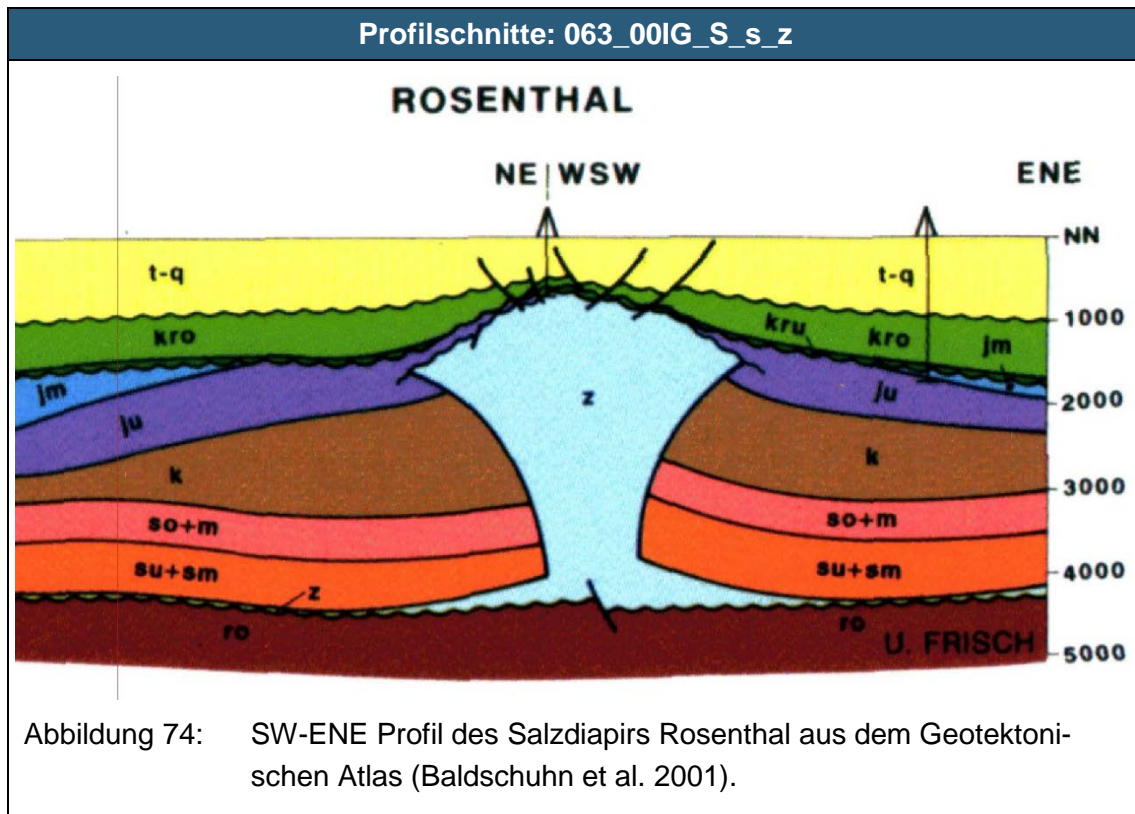 Profilschnitte: 063_00IG_S_s_z
ROSENTHAL
NE | WSW ENE
NN
t-q t-q
1000
kro kru kro jm
jm
2000
ju z ju
k k
3000
so+m so+m
su+sm su+sm 4000
z
ro ro U. FRISCH
5000
Abbildung 74: SW-ENE Profil des Salzdiapirs Rosenthal aus dem Geotektoni-
schen Atlas (Baldschuhn et al. 2001).